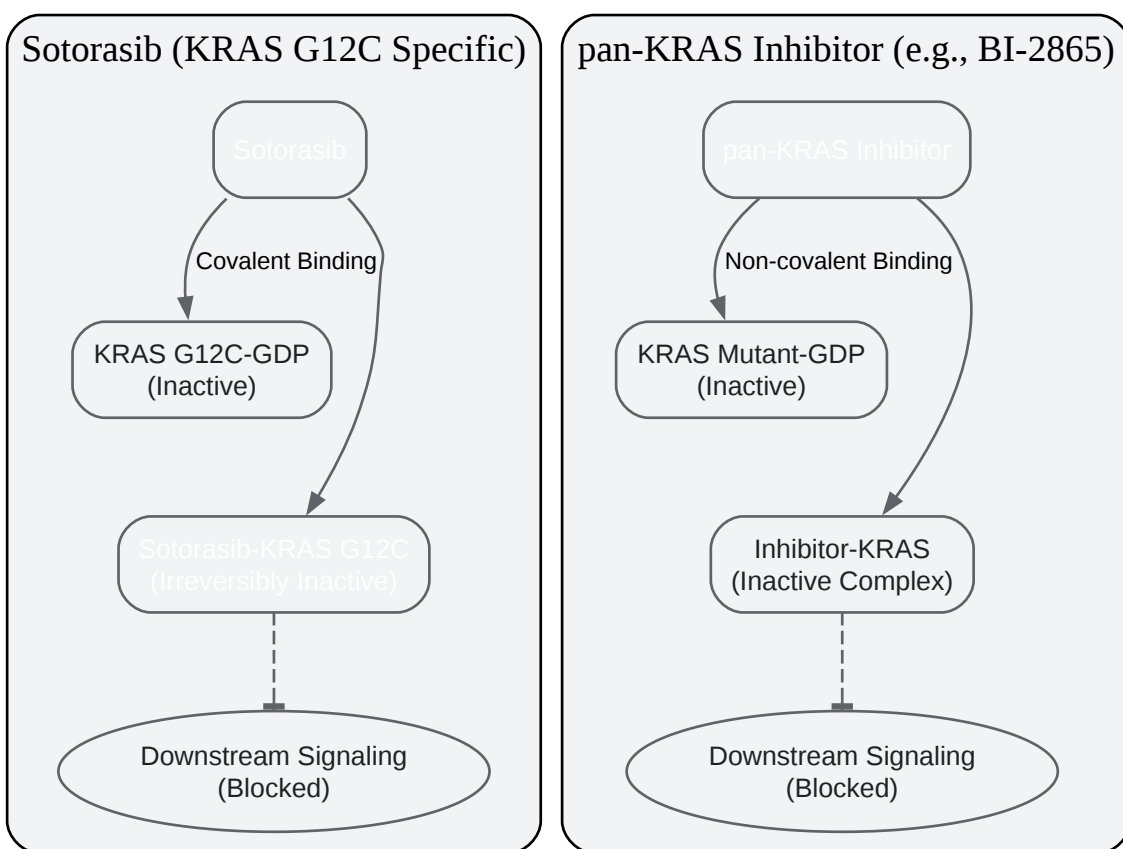 Sotorasib (KRAS G12C Specific)
Sotorasib
Covalent Binding
KRAS G12C-GDP
(Inactive)
Sotorasib-KRAS G12C
(Irreversibly Inactive)
Downstream Signaling
(Blocked)
pan-KRAS Inhibitor (e.g., BI-2865)
pan-KRAS Inhibitor
Non-covalent Binding
KRAS Mutant-GDP
(Inactive)
Inhibitor-KRAS
(Inactive Complex)
Downstream Signaling
(Blocked)